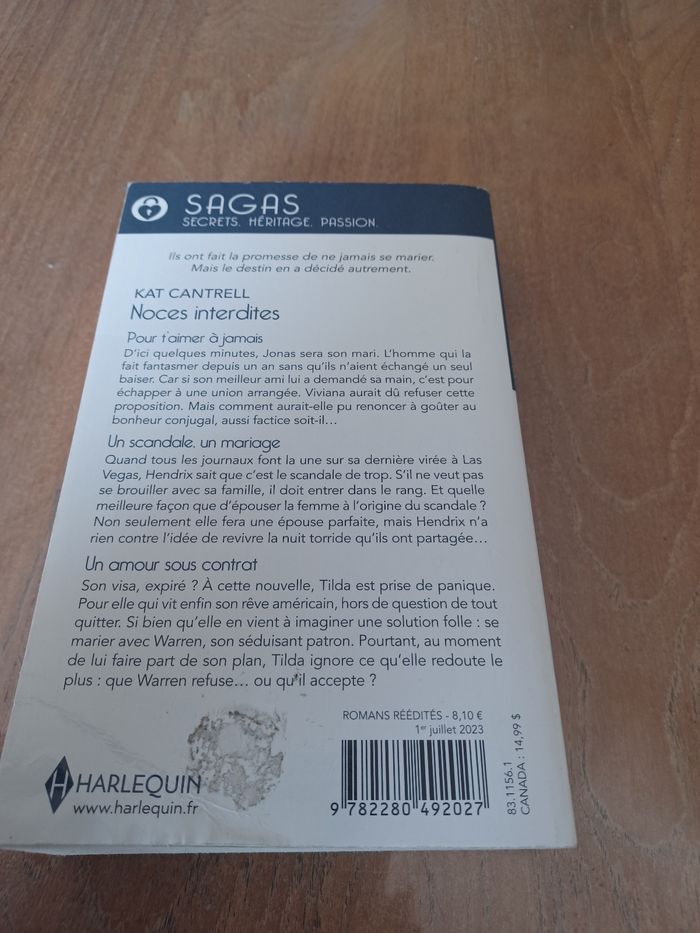 SAGAS
SECRETS. HÉRITAGE. PASSION.
Ils ont fait la promesse de ne jamais se marier.
Mais le destin en a décidé autrement.
KAT CANTRELL
Noces interdites
Pour t'aimer à jamais
D'ici quelques minutes, Jonas sera son mari. L'homme qui la
fait fantasmer depuis un an sans qu'ils n'aient échangé un seul
baiser. Car si son meilleur ami lui a demandé sa main, c'est pour
échapper à une union arrangée. Viviana aurait dû refuser cette
proposition. Mais comment aurait-elle pu renoncer à goûter au
bonheur conjugal, aussi factice soit-il...
Un scandale, un mariage
Quand tous les journaux font la une sur sa dernière virée à Las
Vegas, Hendrix sait que c'est le scandale de trop. S'il ne veut pas
se brouiller avec sa famille, il doit entrer dans le rang. Et quelle
meilleure façon que d'épouser la femme à l'origine du scandale ?
Non seulement elle fera une épouse parfaite, mais Hendrix n'a
rien contre l'idée de revivre la nuit torride qu'ils ont partagée...
Un amour sous contrat
Son visa, expiré ? À cette nouvelle, Tilda est prise de panique.
Pour elle qui vit enfin son rêve américain, hors de question de tout
quitter. Si bien qu'elle en vient à imaginer une solution folle : se
marier avec Warren, son séduisant patron. Pourtant, au moment
de lui faire part de son plan, Tilda ignore ce qu'elle redoute le
plus : que Warren refuse... ou qu'il accepte ?
ROMANS RÉÉDITÉS - 8,10 €
1er juillet 2023
HARLEQUIN
www.harlequin.fr
9 782280 492027
83.1156.1
CANADA : 14,99 $